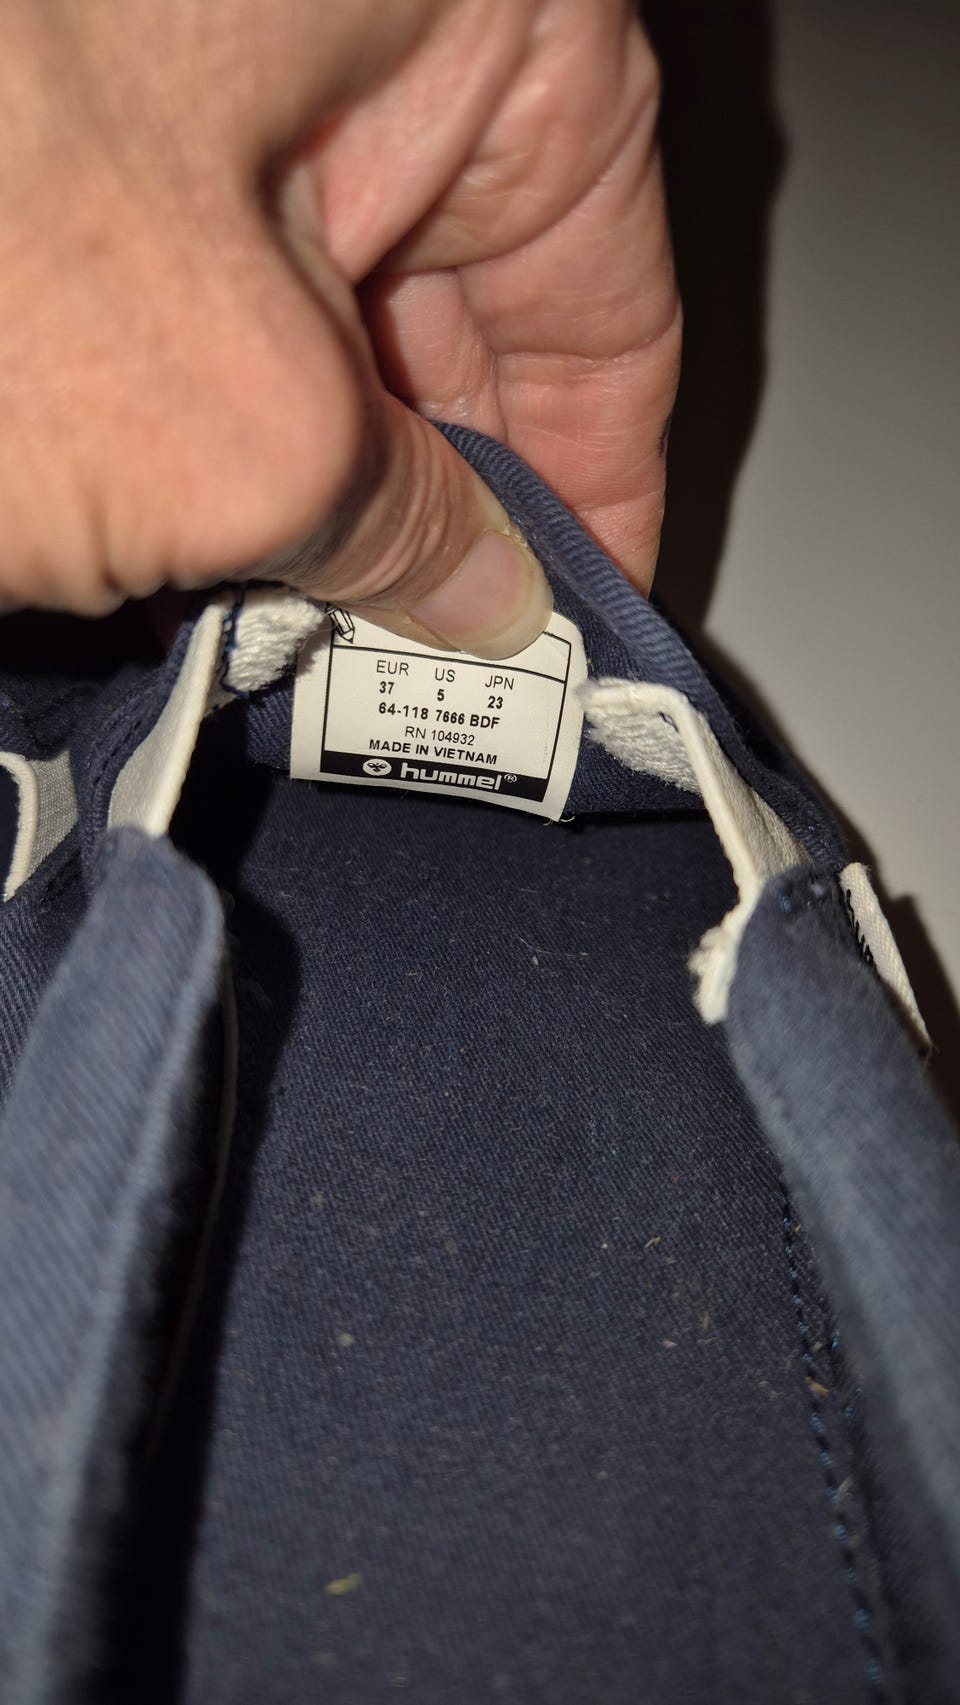 EUR US JPN
37 5 23
64-118 7666 BDF
RN 104932
MADE IN VIETNAM
hummel®